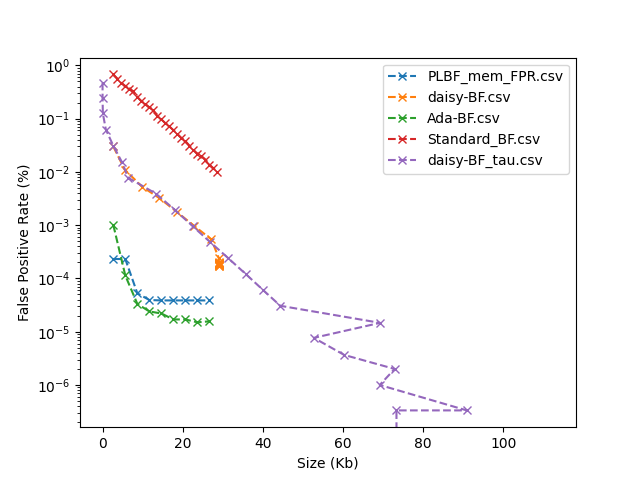 PLBF_mem_FPR.csv
daisy-BF.csv
Ada-BF.csv
Standard_BF.csv
daisy-BF_tau.csv
False Positive Rate (%)
10⁰
10⁻¹
10⁻²
10⁻³
10⁻⁴
10⁻⁵
10⁻⁶
0 20 40 60 80 100
Size (Kb)